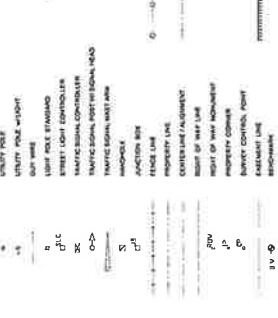 UTILITY POLE
UTILITY POLE W/LIGHT
GUY WIRE
LIGHT POLE STANDARD
STREET LIGHT CONTROLLER
TRAFFIC SIGNAL CONTROLLER
TRAFFIC SIGNAL POST W/ SIGNAL HEAD
TRAFFIC SIGNAL MAST ARM
HANDHOLE
JUNCTION BOX
FENCE LINE
PROPERTY LINE
CENTER LINE / ALIGNMENT
RIGHT OF WAY LINE
RIGHT OF WAY MONUMENT
PROPERTY CORNER
SURVEY CONTROL POINT
EASEMENT LINE
BENCHMARK
SLC